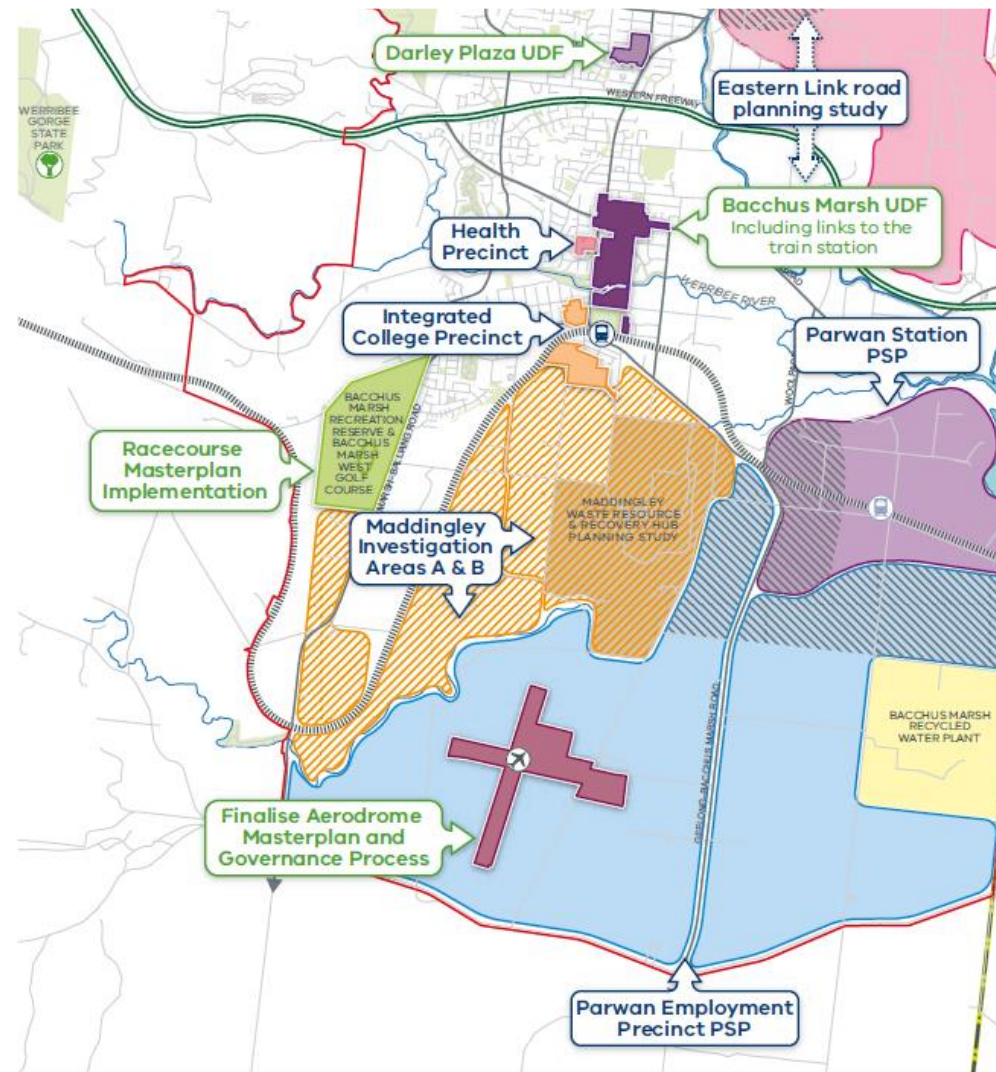 Darley Plaza UDF
WESTERN FREEWAY
Eastern Link road
planning study
WERRIBEE
GORGE
STATE
PARK
Bacchus Marsh UDF
Including links to the
train station
Health
Precinct
WERRIBEE RIVER
ROAD
Integrated
College Precinct
Parwan Station
PSP
BACCHUS
MARSH
RECREATION
RESERVE &
BACCHUS
MARSH
WEST
GOLF
COURSE
Racecourse
Masterplan
Implementation
MADDINGLEY
WASTE RESOURCE
& RECOVERY HUB
PLANNING STUDY
Maddingley
Investigation
Areas A & B
BACCHUS MARSH
RECYCLED
WATER PLANT
GEELONG-BACCHUS MARSH ROAD
Finalise Aerodrome
Masterplan and
Governance Process
Parwan Employment
Precinct PSP